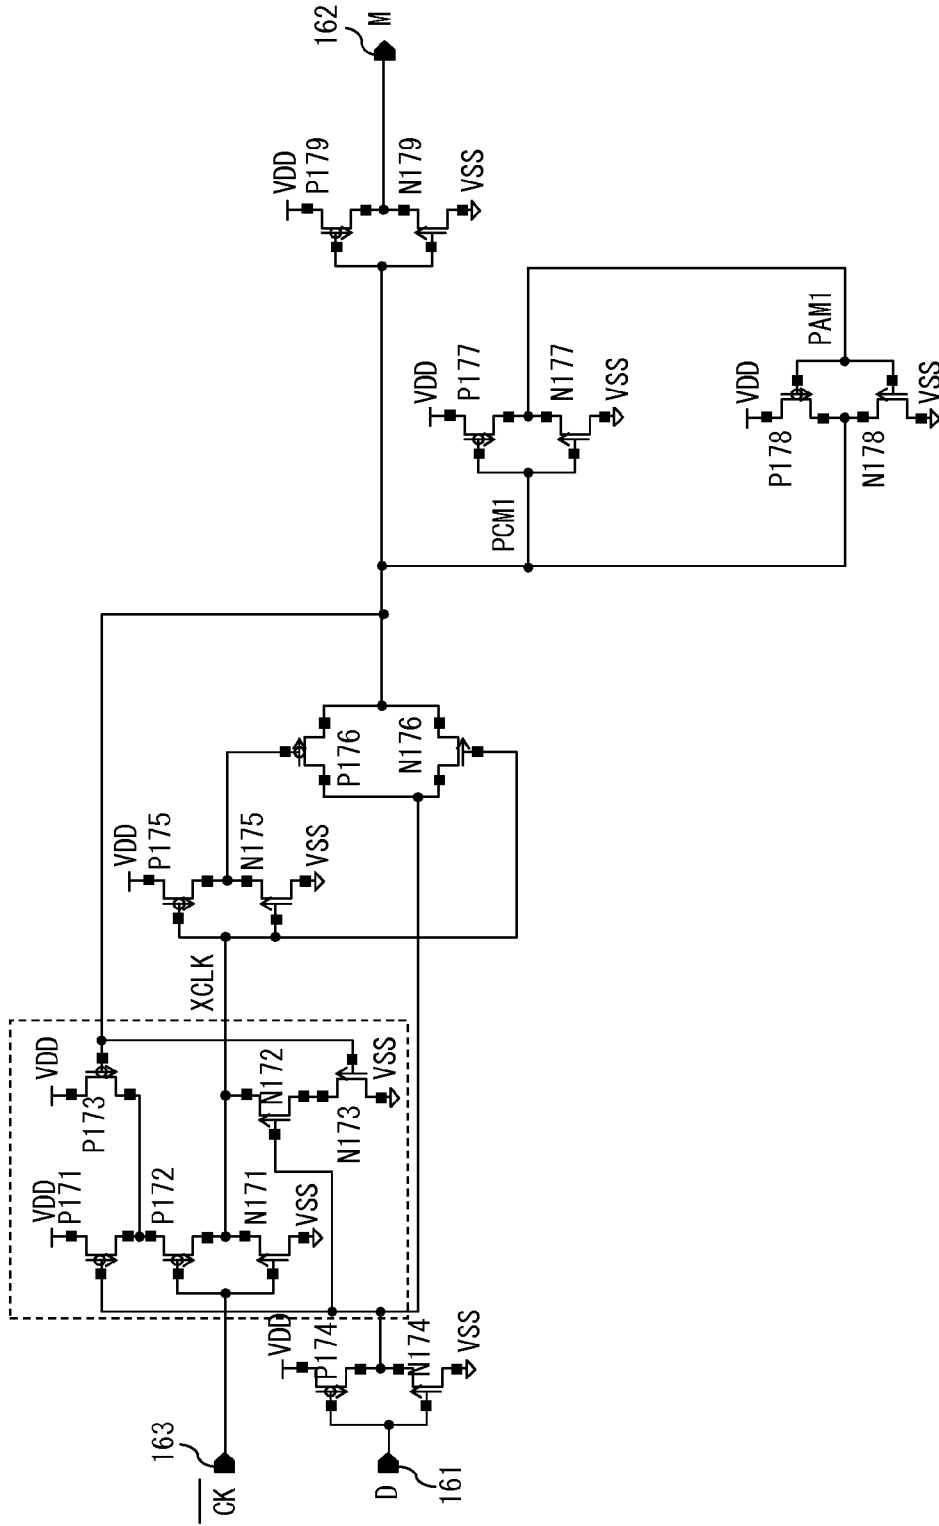 162
M
VDD
P179
N179
VSS
VDD
P177
N177
VSS
PCM1
PAM1
VDD
P178
N178
VSS
P176
N176
VDD
P175
N175
VSS
XCLK
VDD
P173
N172
N173
VSS
VDD
P171
P172
N171
VSS
VDD
P174
N174
VSS
163
CK
D
161